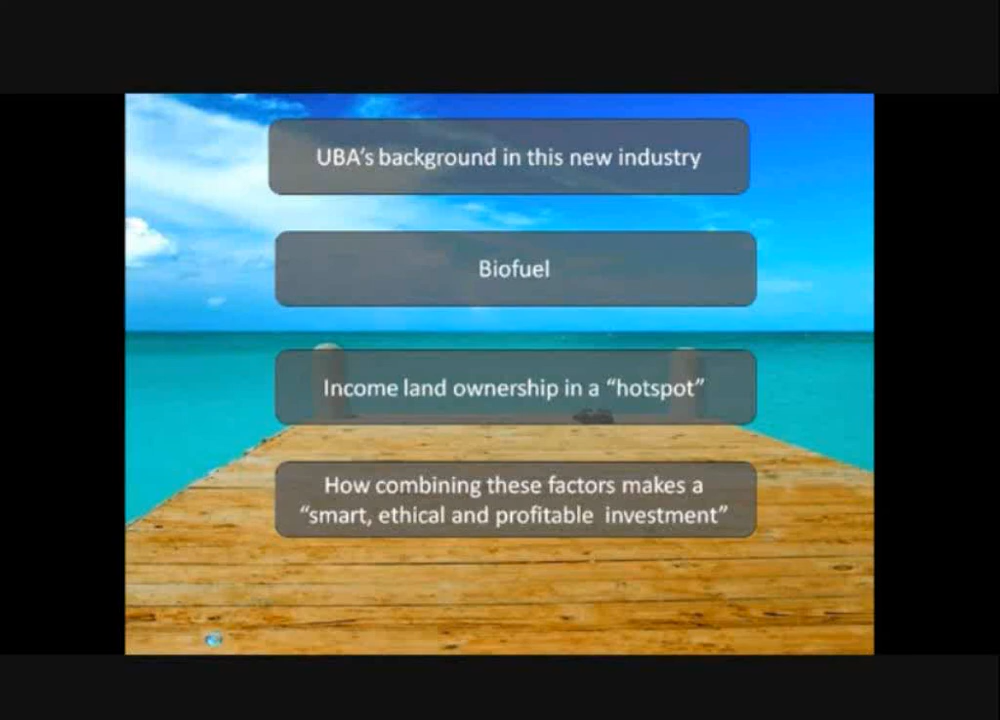 UBA's background in this new industry
Biofuel
Income land ownership in a “hotspot”
How combining these factors makes a
“smart, ethical and profitable investment”